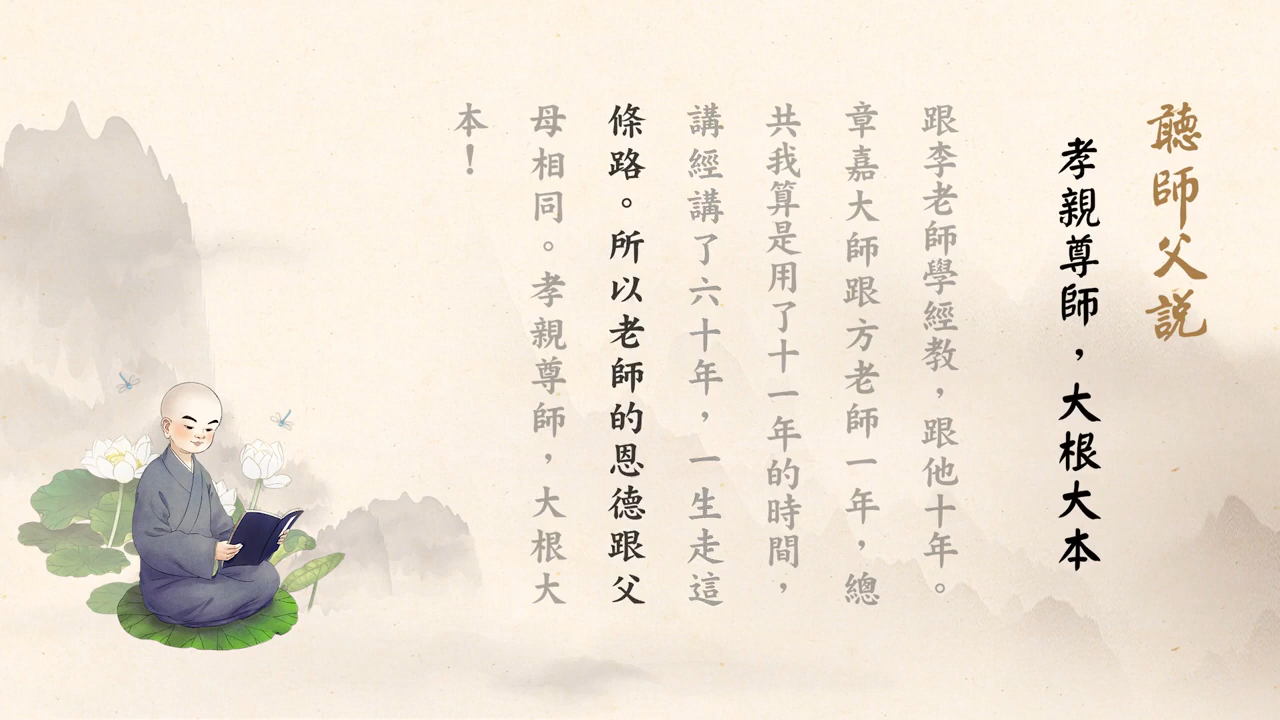 聽師父説
孝親尊師，大根大本
跟李老師學經教，跟他十年。
章嘉大師跟方老師一年，總
共我算是用了十一年的時間，
講經講了六十年，一生走這
條路。所以老師的恩德跟父
母相同。孝親尊師，大根大
本！